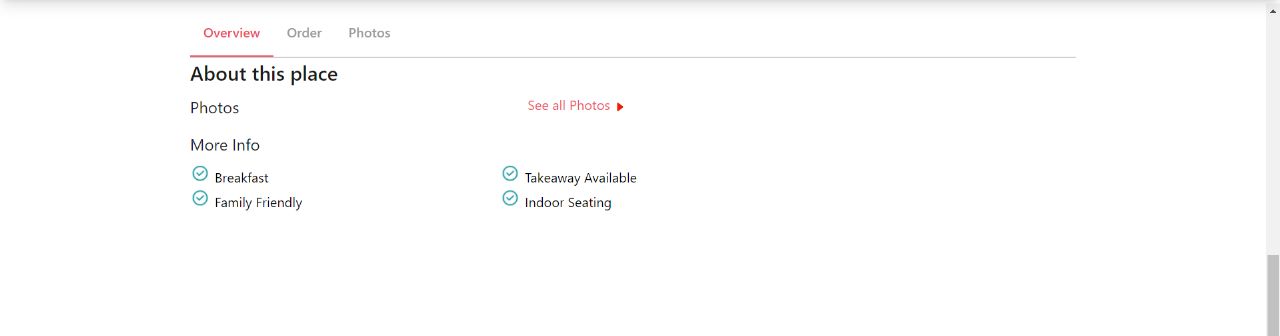 Overview Order Photos
About this place
Photos See all Photos
More Info
Breakfast Takeaway Available
Family Friendly Indoor Seating